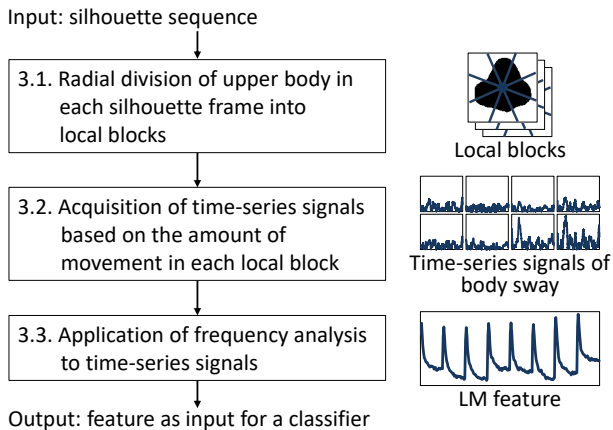 Input: silhouette sequence
3.1. Radial division of upper body in
each silhouette frame into
local blocks
Local blocks
3.2. Acquisition of time-series signals
based on the amount of
movement in each local block
Time-series signals of
body sway
3.3. Application of frequency analysis
to time-series signals
LM feature
Output: feature as input for a classifier